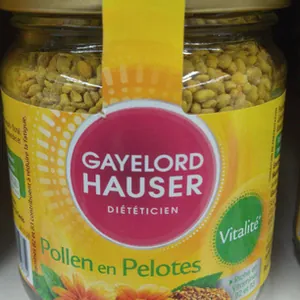 GAYELORD
HAUSER
DIÉTÉTICIEN
Pollen en Pelotes
Vitalité*